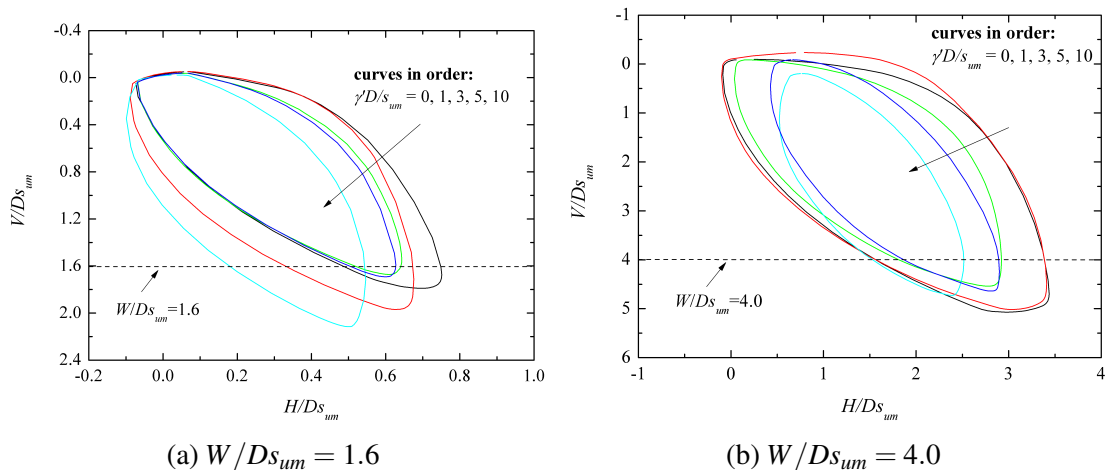 -0.4
0.0
0.4
0.8
1.2
1.6
2.0
2.4
V/Ds_um
curves in order:
γ'D/s_um = 0, 1, 3, 5, 10
W/Ds_um=1.6
-0.2 0.0 0.2 0.4 0.6 0.8 1.0
H/Ds_um
(a) W/Ds_um = 1.6
-1
0
1
2
3
4
5
6
V/Ds_um
curves in order:
γ'D/s_um = 0, 1, 3, 5, 10
W/Ds_um=4.0
-1 0 1 2 3 4
H/Ds_um
(b) W/Ds_um = 4.0